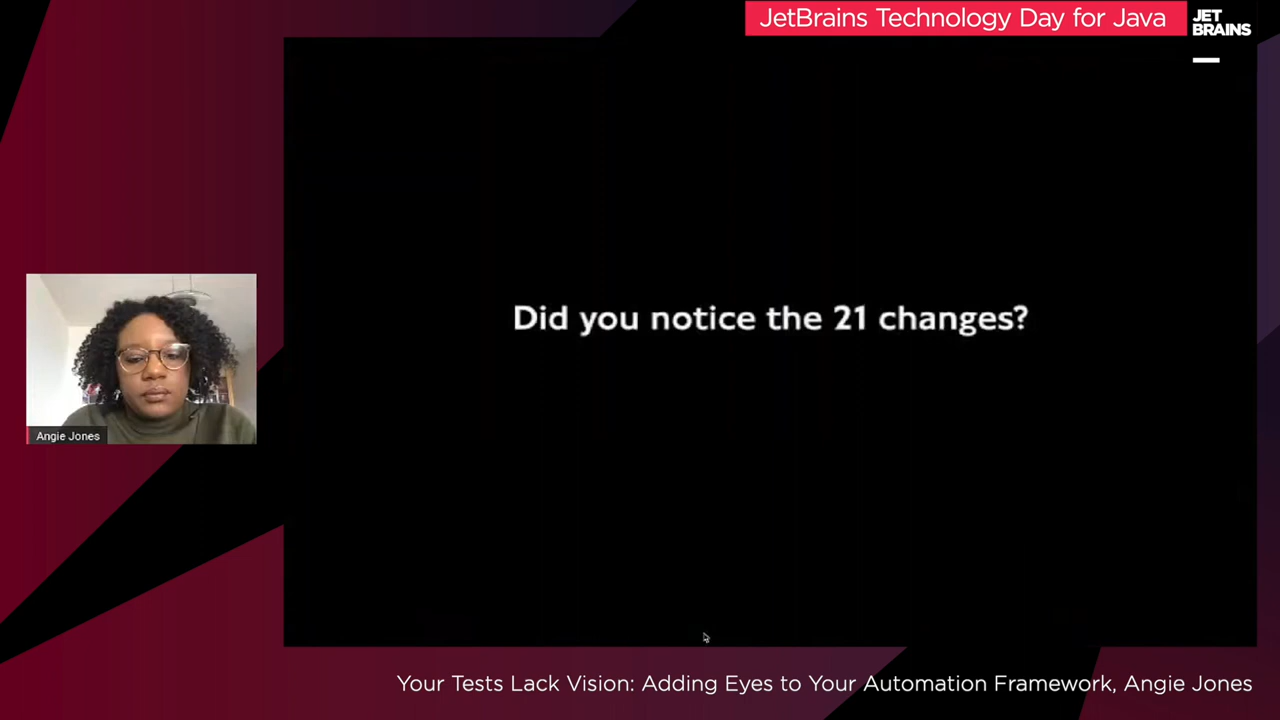 JetBrains Technology Day for Java
JET
BRAINS
Did you notice the 21 changes?
Angie Jones
Your Tests Lack Vision: Adding Eyes to Your Automation Framework, Angie Jones